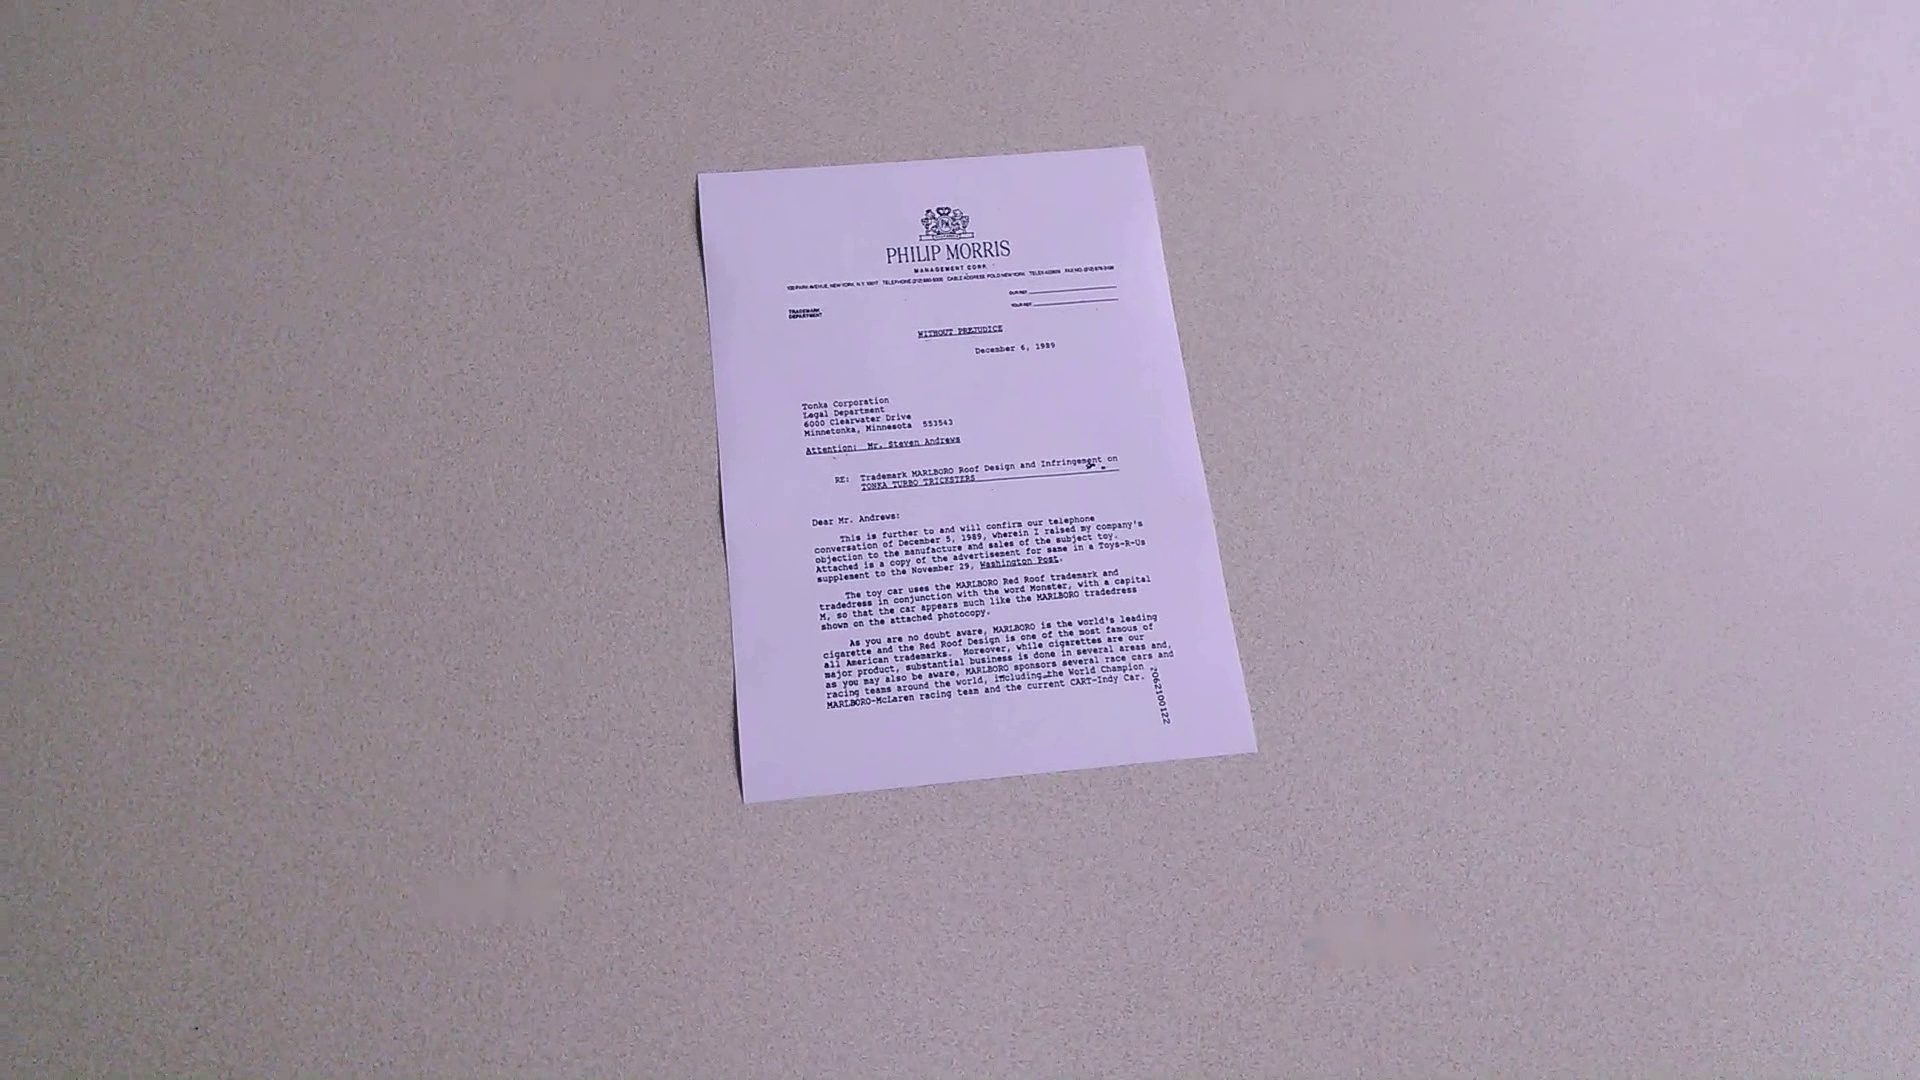 PHILIP MORRIS
MANAGEMENT CORP.
100 PARK AVENUE, NEW YORK, N.Y. 10017 TELEPHONE (212) 880-5000 CABLE ADDRESS POLO NEW YORK TELEX FAX NO. (212)
OUR REF.
YOUR REF.
TRADEMARK
DEPARTMENT
WITHOUT PREJUDICE
December 6, 1989
Tonka Corporation
Legal Department
6000 Clearwater Drive
Minnetonka, Minnesota 553543
Attention: Mr. Steven Andrews
RE: Trademark MARLBORO Roof Design and Infringement on
TONKA TURBO TRICKSTERS
Dear Mr. Andrews:
This is further to and will confirm our telephone
conversation of December 5, 1989, wherein I raised my company's
objection to the manufacture and sales of the subject toy.
Attached is a copy of the advertisement for same in a Toys-R-Us
supplement to the November 29, Washington Post.
The toy car uses the MARLBORO Red Roof trademark and
tradedress in conjunction with the word Monster, with a capital
M, so that the car appears much like the MARLBORO tradedress
shown on the attached photocopy.
As you are no doubt aware, MARLBORO is the world's leading
cigarette and the Red Roof Design is one of the most famous of
all American trademarks. Moreover, while cigarettes are our
major product, substantial business is done in several areas and,
as you may also be aware, MARLBORO sponsors several race cars and
racing teams around the world, including the World Champion
MARLBORO-McLaren racing team and the current CART-Indy Car.
2062100122